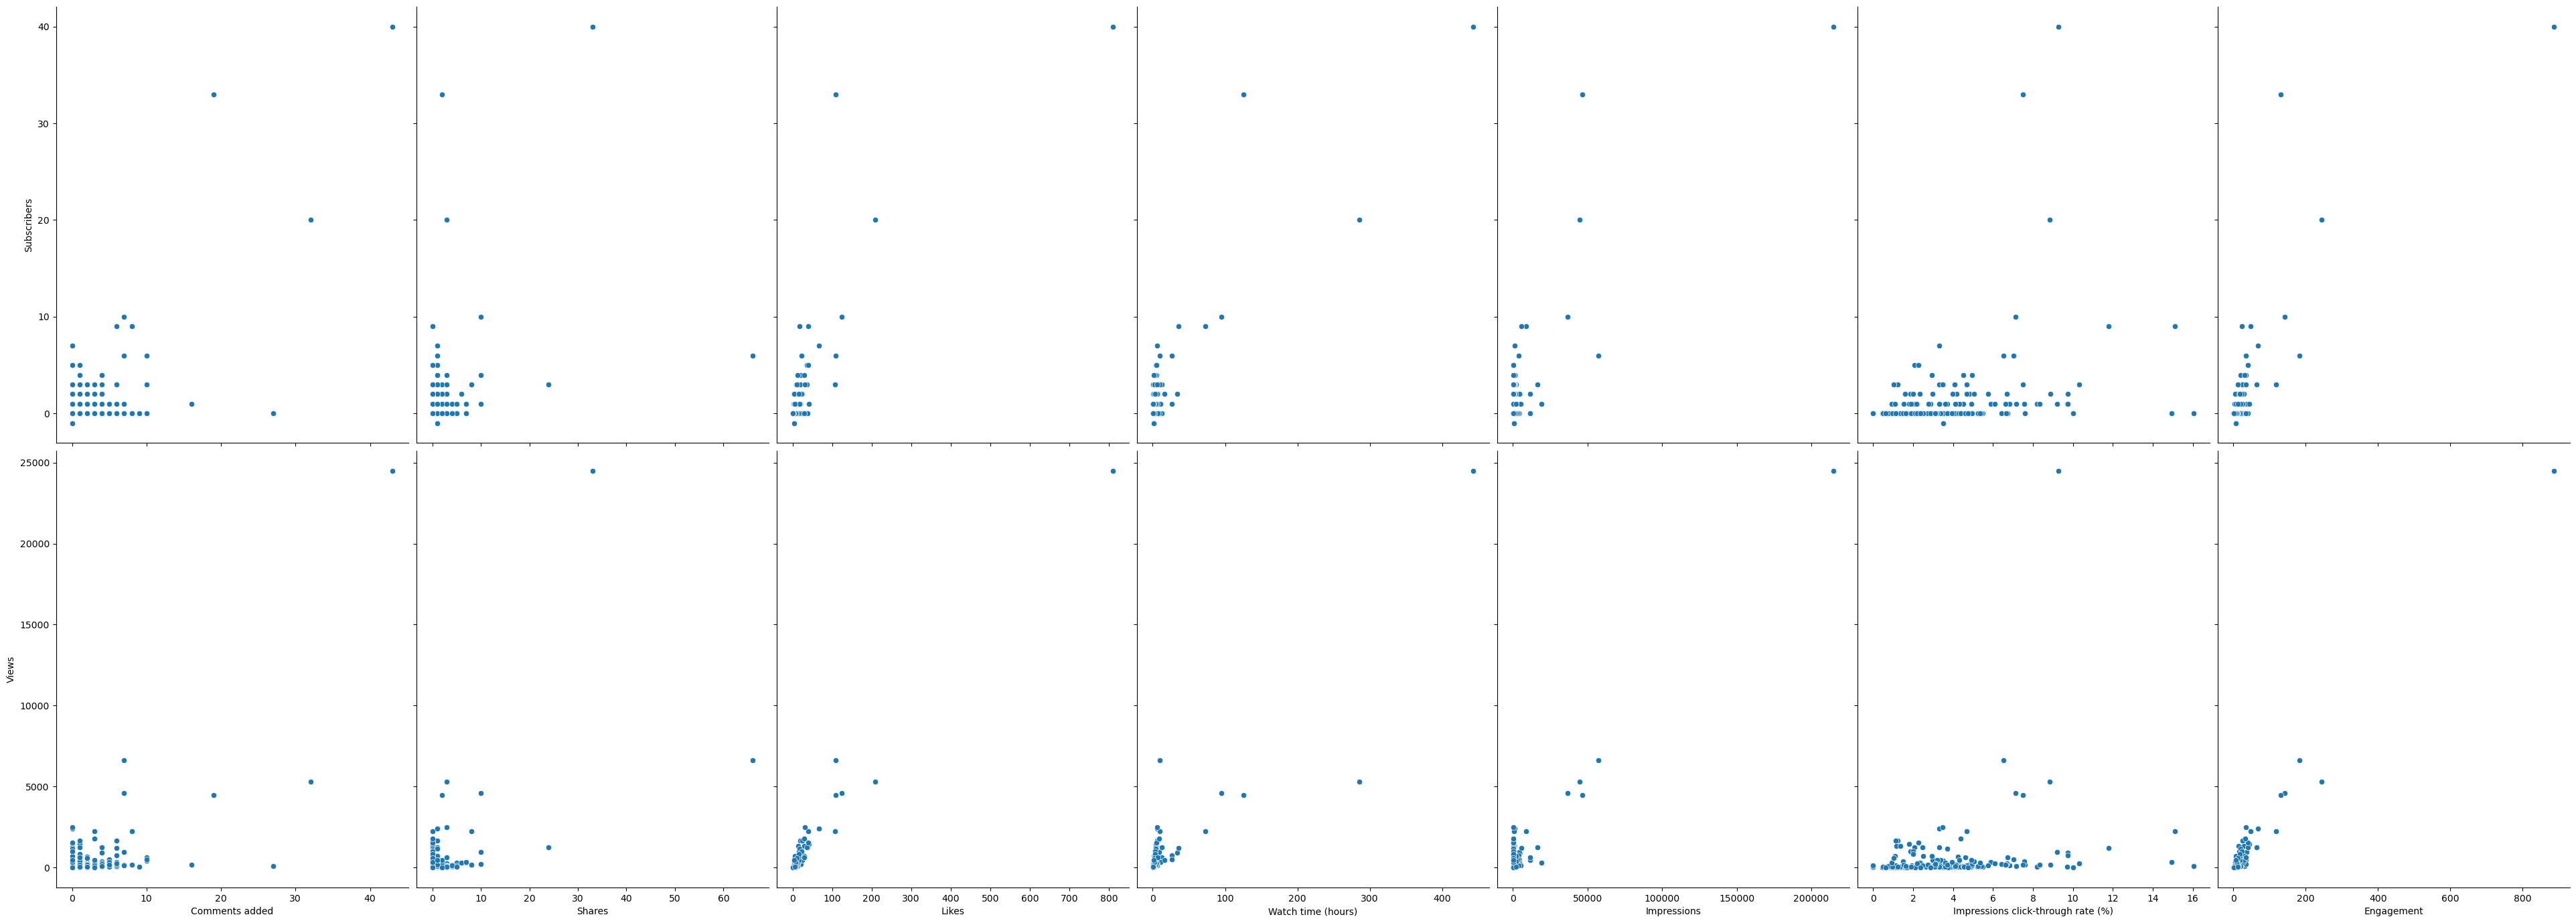 40
30
20
10
0
Subscribers
25000
20000
15000
10000
5000
0
Views
0 10 20 30 40
Comments added
0 10 20 30 40 50 60
Shares
0 100 200 300 400 500 600 700 800
Likes
0 100 200 300 400
Watch time (hours)
0 50000 100000 150000 200000
Impressions
0 2 4 6 8 10 12 14 16
Impressions click-through rate (%)
0 200 400 600 800
Engagement